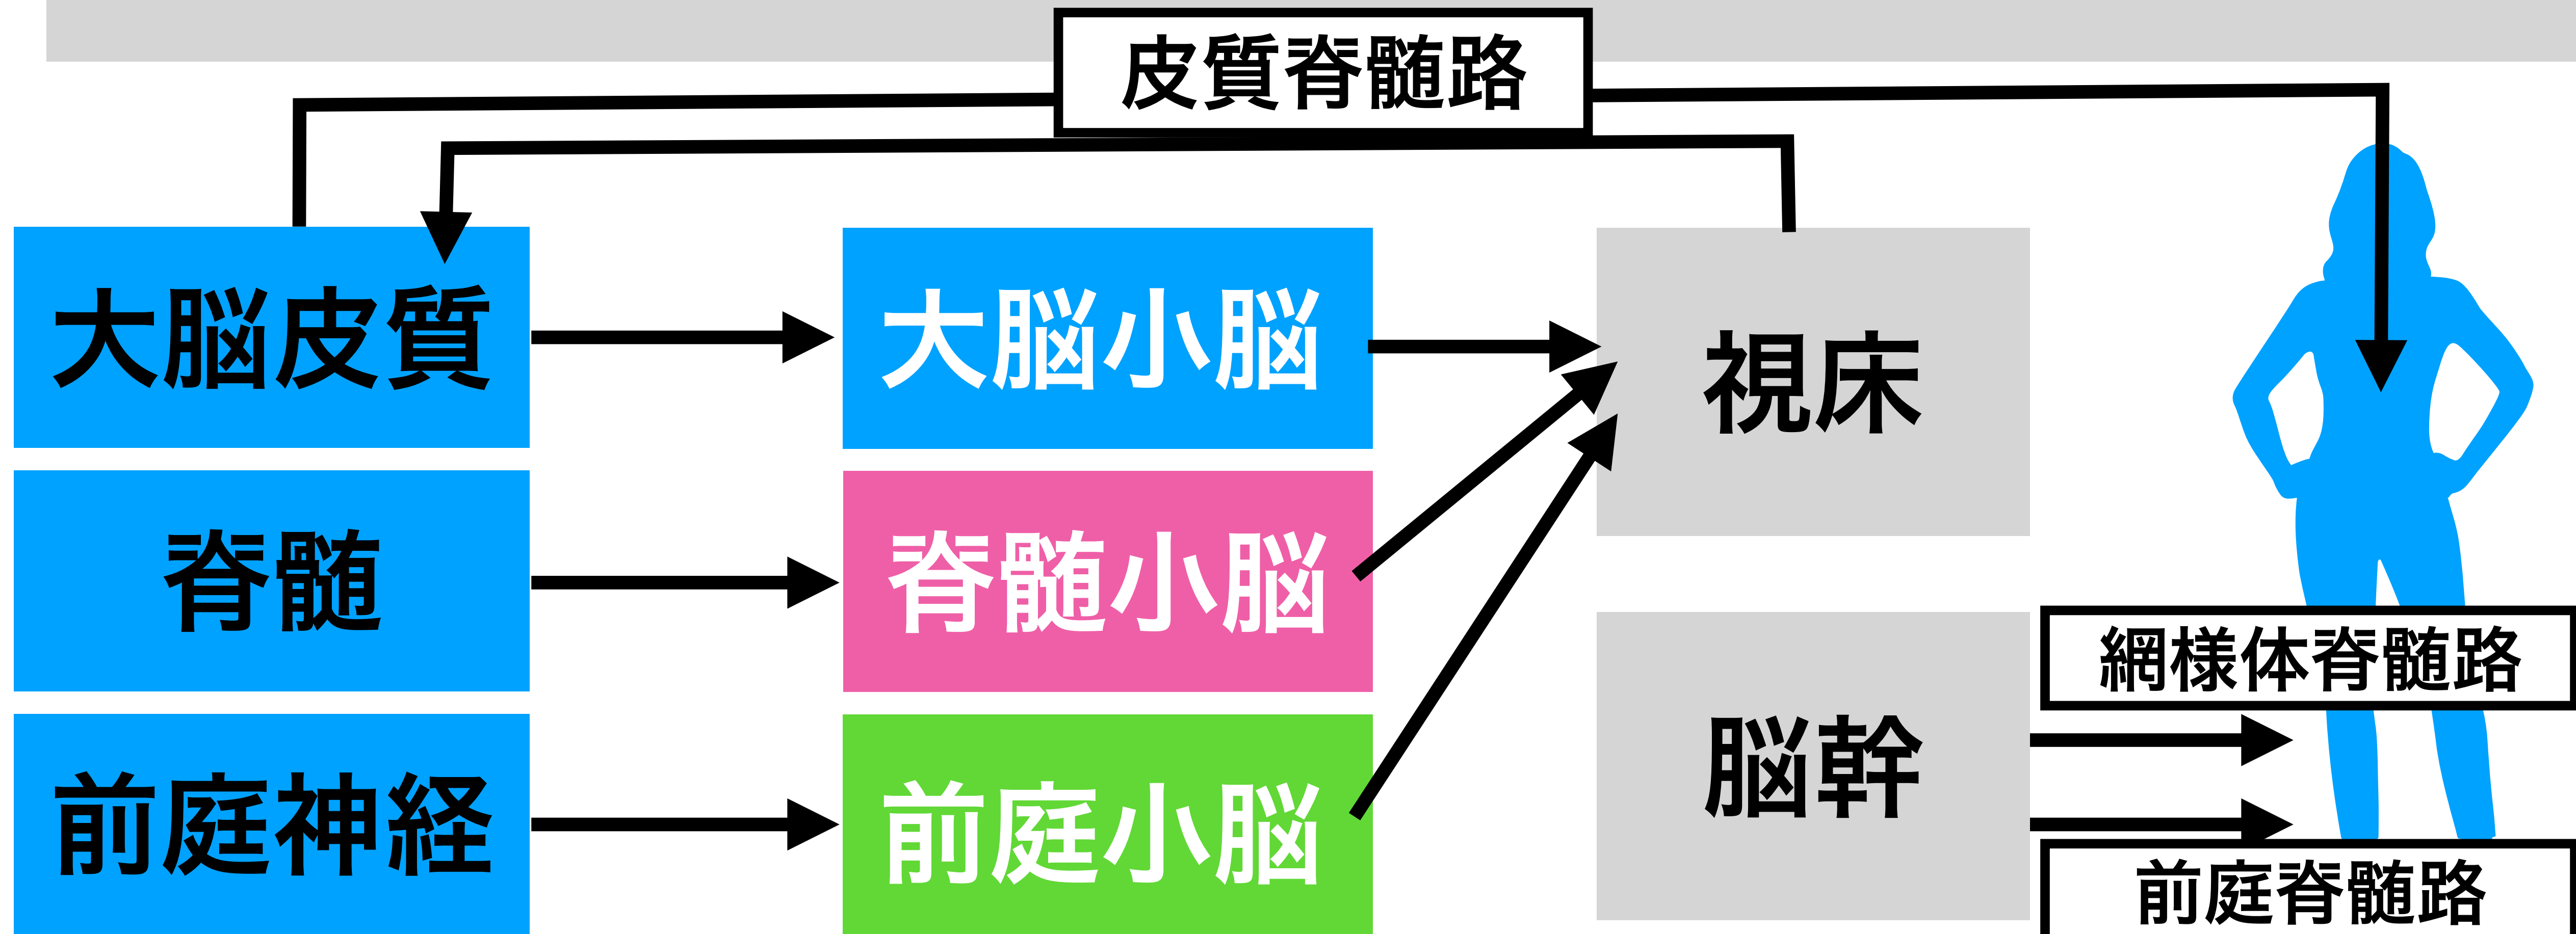 皮質脊髄路
大脳皮質
大脳小脳
視床
脊髄
脊髄小脳
網様体脊髄路
前庭神経
前庭小脳
脳幹
前庭脊髄路